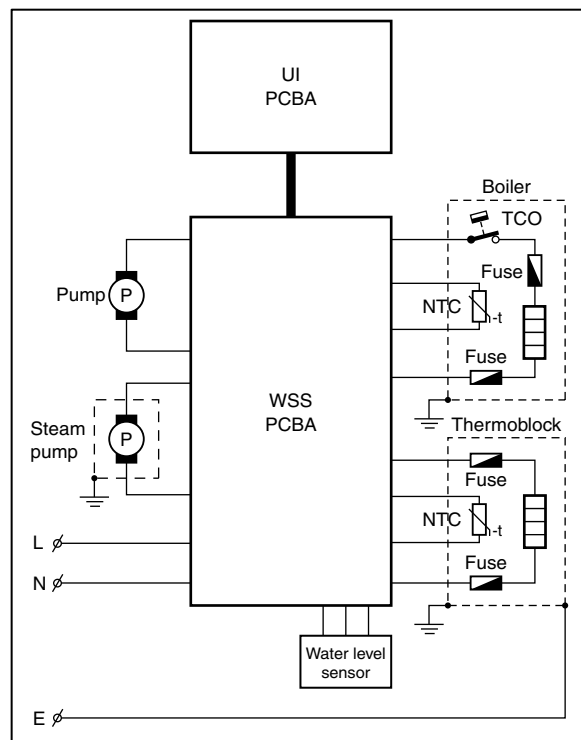 UI
PCBA
Boiler
TCO
Fuse
Pump
P
NTC
-t
Fuse
WSS
PCBA
Steam
pump
P
Thermoblock
Fuse
NTC
-t
L
Fuse
N
Water level
sensor
E